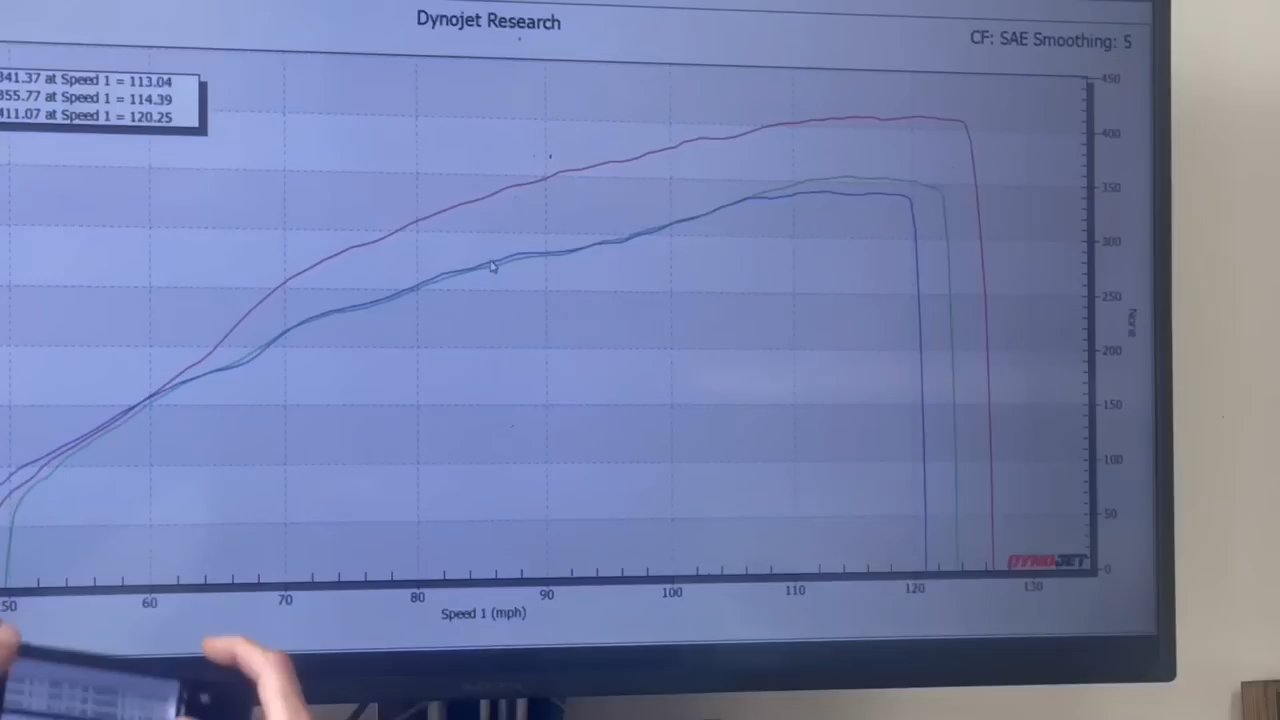 Dynojet Research
CF: SAE Smoothing: 5
341.37 at Speed 1 = 113.04
355.77 at Speed 1 = 114.39
411.07 at Speed 1 = 120.25
450
400
350
300
250
200
150
100
50
0
None
DYNOJET
50 60 70 80 90 100 110 120 130
Speed 1 (mph)